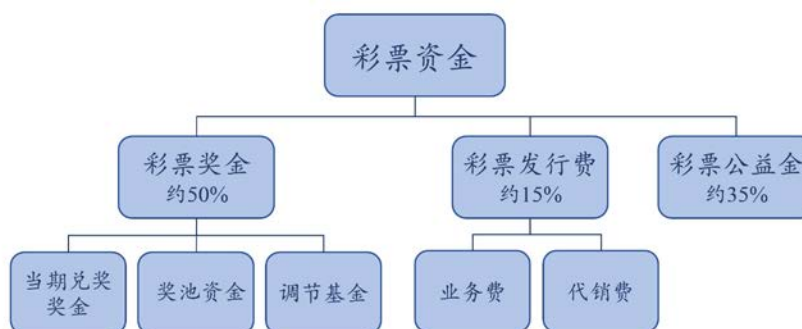 彩票资金
彩票奖金
约50%
彩票发行费
约15%
彩票公益金
约35%
当期兑奖
奖金
奖池资金
调节基金
业务费
代销费